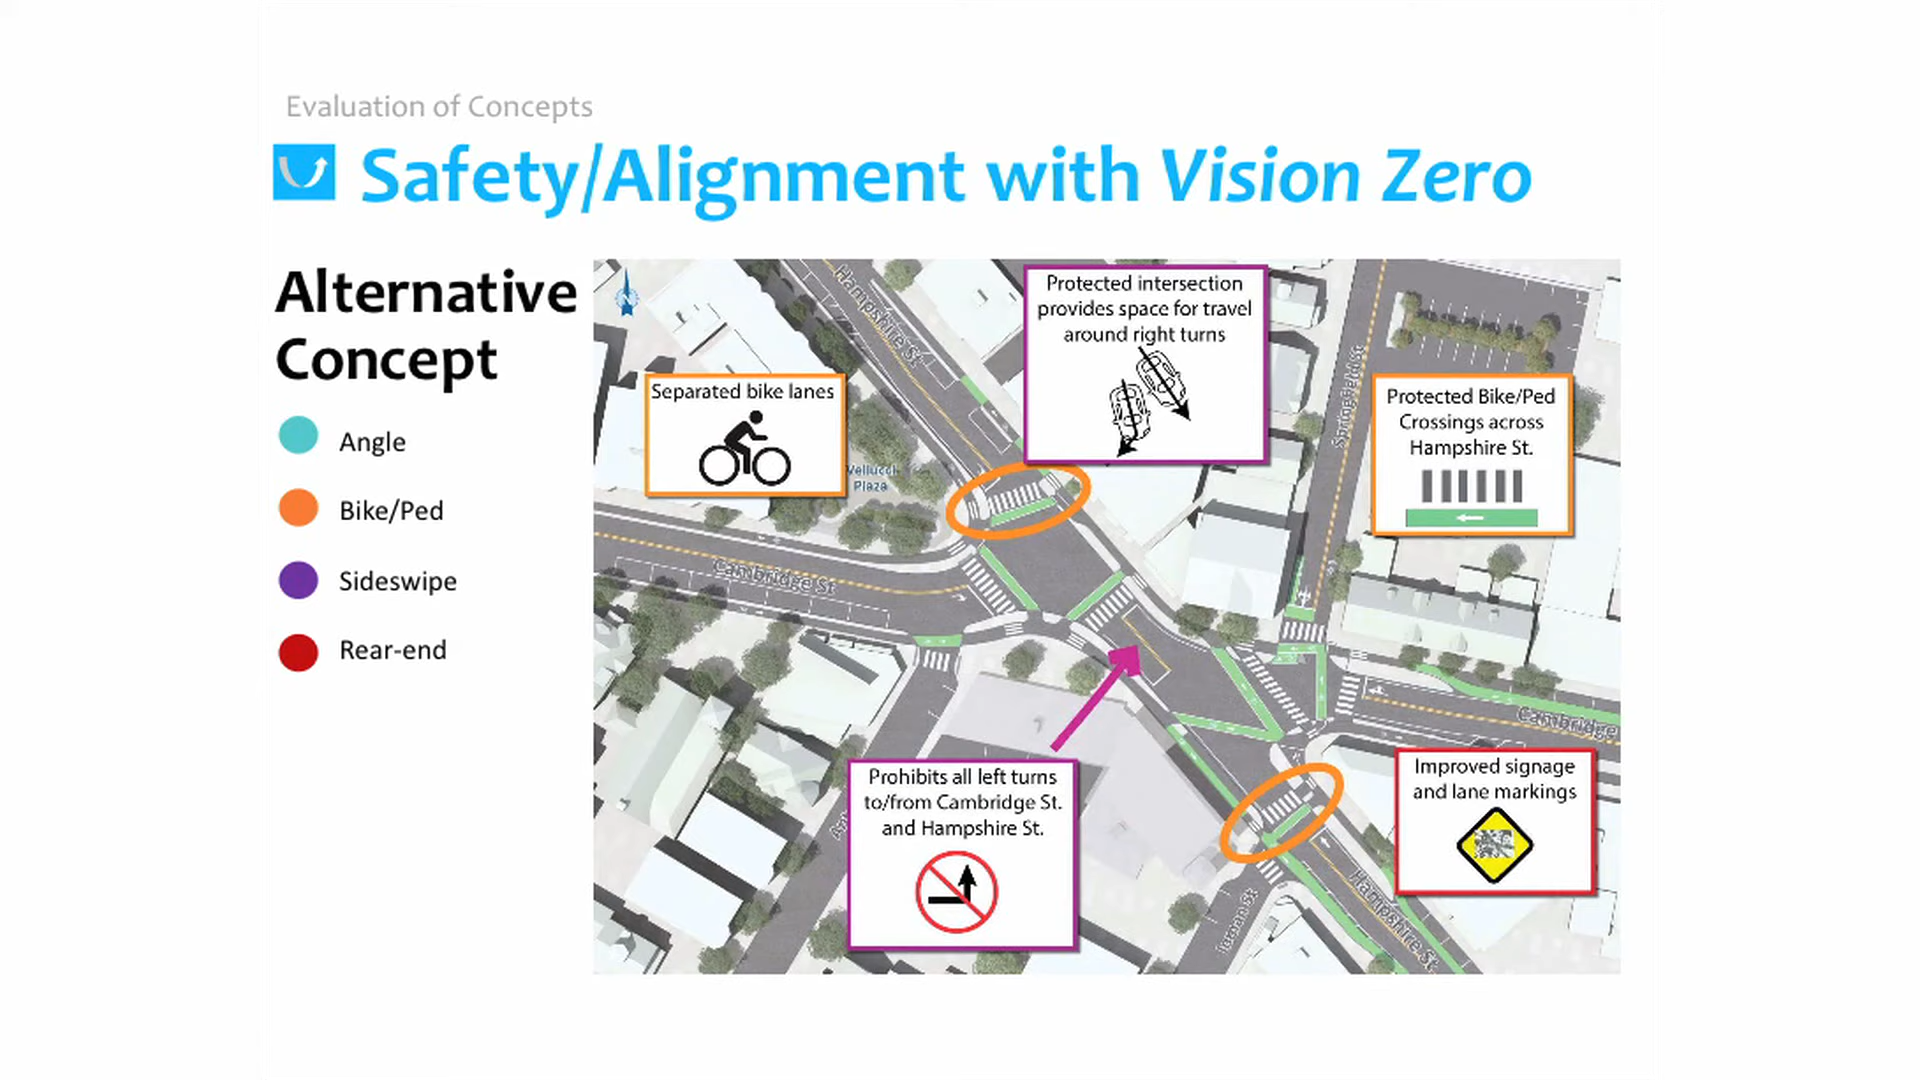 Evaluation of Concepts
Safety/Alignment with Vision Zero
Alternative
Concept
Angle
Bike/Ped
Sideswipe
Rear-end
N
Hampshire St
Protected intersection
provides space for travel
around right turns
Separated bike lanes
Vellucci
Plaza
Springfield St
Protected Bike/Ped
Crossings across
Hampshire St.
Cambridge St
Cambridge
Prohibits all left turns
to/from Cambridge St.
and Hampshire St.
Improved signage
and lane markings
Hampshire St